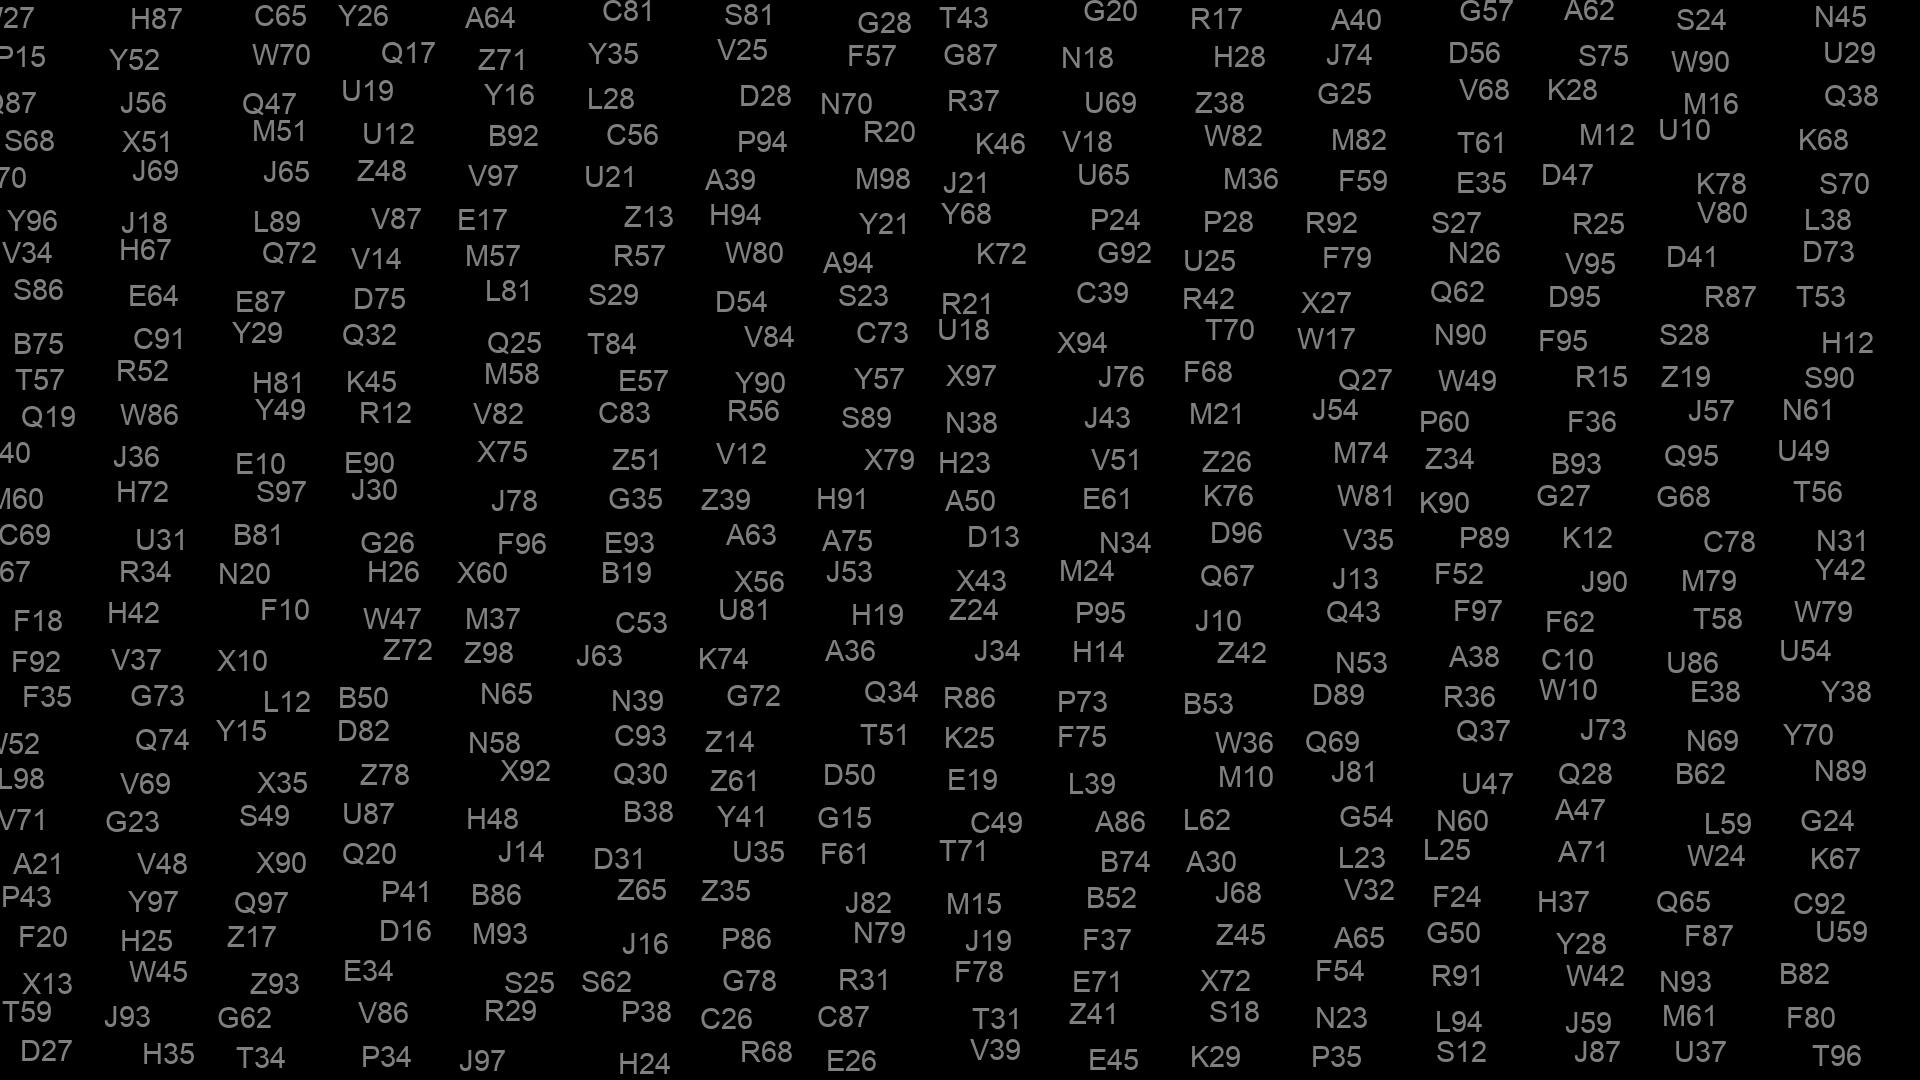 H87 C65 Y26 A64 C81 S81 G28 T43 G20 R17 A40 G57 A62 S24 N45
P15 Y52 W70 Q17 Z71 Y35 V25 F57 G87 N18 H28 J74 D56 S75 W90 U29
J56 Q47 U19 Y16 L28 D28 N70 R37 U69 Z38 G25 V68 K28 M16 Q38
S68 X51 M51 U12 B92 C56 P94 R20 K46 V18 W82 M82 T61 M12 U10 K68
J69 J65 Z48 V97 U21 A39 M98 J21 U65 M36 F59 E35 D47 K78 S70
Y96 J18 L89 V87 E17 Z13 H94 Y21 Y68 P24 P28 R92 S27 R25 V80 L38
V34 H67 Q72 V14 M57 R57 W80 A94 K72 G92 U25 F79 N26 V95 D41 D73
S86 E64 E87 D75 L81 S29 D54 S23 R21 C39 R42 X27 Q62 D95 R87 T53
B75 C91 Y29 Q32 Q25 T84 V84 C73 U18 X94 T70 W17 N90 F95 S28 H12
T57 R52 H81 K45 M58 E57 Y90 Y57 X97 J76 F68 Q27 W49 R15 Z19 S90
Q19 W86 Y49 R12 V82 C83 R56 S89 N38 J43 M21 J54 P60 F36 J57 N61
J36 E10 E90 X75 Z51 V12 X79 H23 V51 Z26 M74 Z34 B93 Q95 U49
M60 H72 S97 J30 J78 G35 Z39 H91 A50 E61 K76 W81 K90 G27 G68 T56
C69 U31 B81 G26 F96 E93 A63 A75 D13 N34 D96 V35 P89 K12 C78 N31
R34 N20 H26 X60 B19 X56 J53 X43 M24 Q67 J13 F52 J90 M79 Y42
F18 H42 F10 W47 M37 C53 U81 H19 Z24 P95 J10 Q43 F97 F62 T58 W79
F92 V37 X10 Z72 Z98 J63 K74 A36 J34 H14 Z42 N53 A38 C10 U86 U54
F35 G73 L12 B50 N65 N39 G72 Q34 R86 P73 B53 D89 R36 W10 E38 Y38
W52 Q74 Y15 D82 N58 C93 Z14 T51 K25 F75 W36 Q69 Q37 J73 N69 Y70
L98 V69 X35 Z78 X92 Q30 Z61 D50 E19 L39 M10 J81 U47 Q28 B62 N89
V71 G23 S49 U87 H48 B38 Y41 G15 C49 A86 L62 G54 N60 A47 L59 G24
A21 V48 X90 Q20 J14 D31 U35 F61 T71 B74 A30 L23 L25 A71 W24 K67
P43 Y97 Q97 P41 B86 Z65 Z35 J82 M15 B52 J68 V32 F24 H37 Q65 C92
F20 H25 Z17 D16 M93 J16 P86 N79 J19 F37 Z45 A65 G50 Y28 F87 U59
X13 W45 Z93 E34 S25 S62 G78 R31 F78 E71 X72 F54 R91 W42 N93 B82
T59 J93 G62 V86 R29 P38 C26 C87 T31 Z41 S18 N23 L94 J59 M61 F80
D27 H35 T34 P34 J97 H24 R68 E26 V39 E45 K29 P35 S12 J87 U37 T96